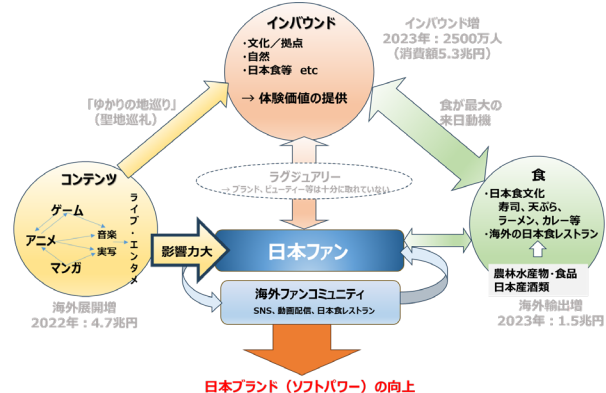 インバウンド
・文化／拠点
・自然
・日本食等 etc
→ 体験価値の提供
インバウンド増
2023年：2500万人
（消費額5.3兆円）
「ゆかりの地巡り」
（聖地巡礼）
食が最大の
来日動機
ラグジュアリー
→ ブランド、ビューティー等は十分に取れていない
コンテンツ
ゲーム
アニメ
音楽
実写
マンガ
ライブ・エンタメ
影響力大
日本ファン
食
・日本食文化
寿司、天ぷら、
ラーメン、カレー等
・海外の日本食レストラン
農林水産物・食品
日本産酒類
海外ファンコミュニティ
SNS、動画配信、日本食レストラン
海外展開増
2022年：4.7兆円
海外輸出増
2023年：1.5兆円
日本ブランド（ソフトパワー）の向上